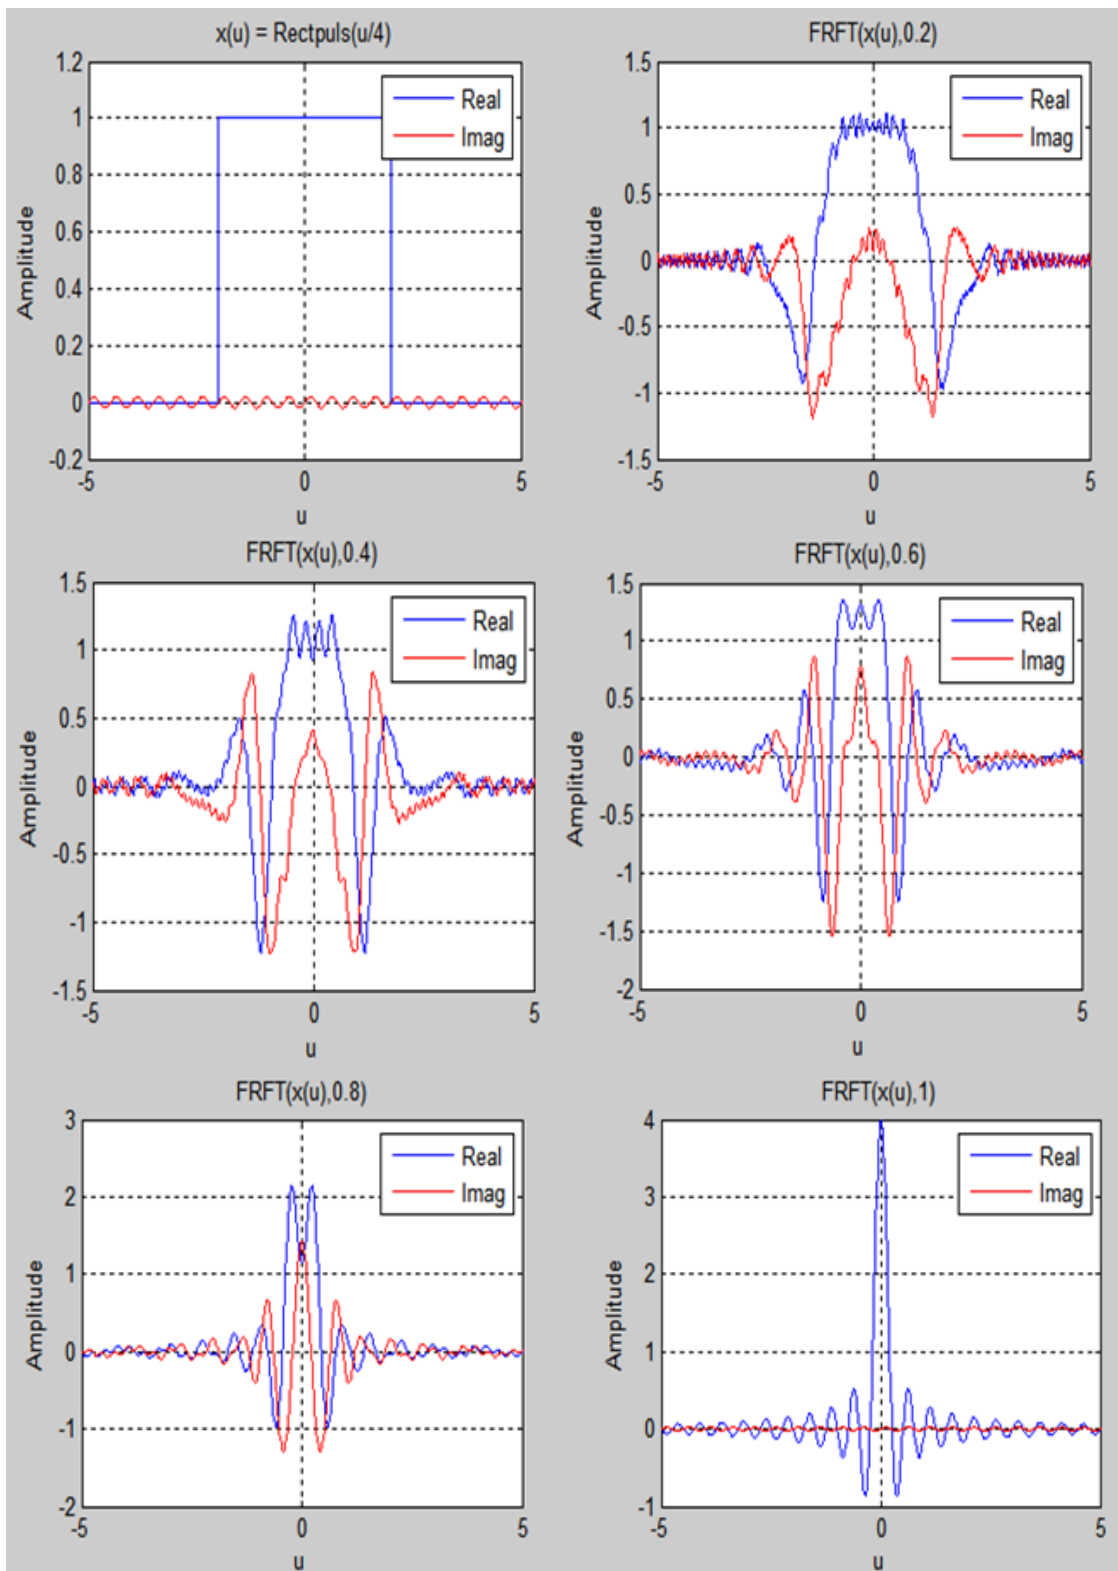 x(u) = Rectpuls(u/4)
1.2
1
0.8
0.6
0.4
0.2
0
-0.2
Amplitude
Real
Imag
-5 0 5
u
FRFT(x(u),0.2)
1.5
1
0.5
0
-0.5
-1
-1.5
Amplitude
Real
Imag
-5 0 5
u
FRFT(x(u),0.4)
1.5
1
0.5
0
-0.5
-1
-1.5
Amplitude
Real
Imag
-5 0 5
u
FRFT(x(u),0.6)
1.5
1
0.5
0
-0.5
-1
-1.5
-2
Amplitude
Real
Imag
-5 0 5
u
FRFT(x(u),0.8)
3
2
1
0
-1
-2
Amplitude
Real
Imag
-5 0 5
u
FRFT(x(u),1)
4
3
2
1
0
-1
Amplitude
Real
Imag
-5 0 5
u